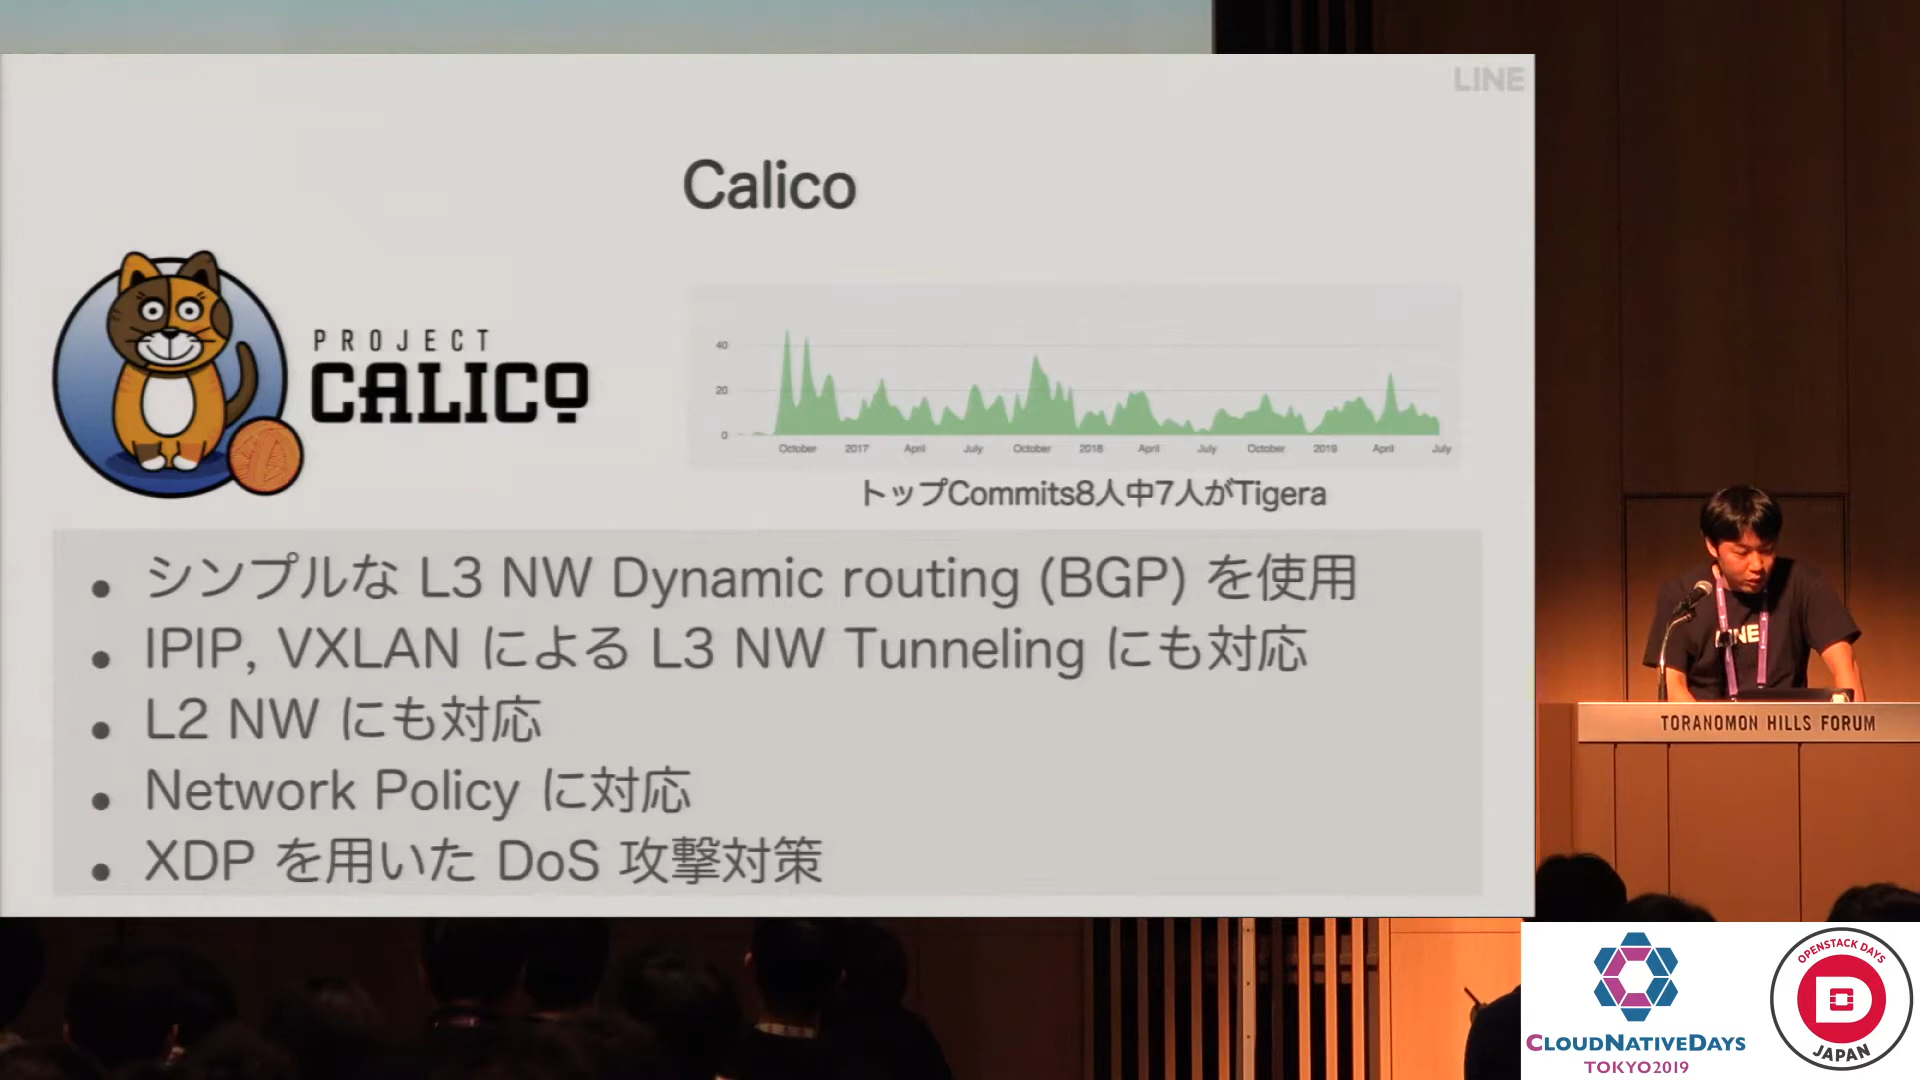 LINE
Calico
PROJECT
CALICO
40
20
0
October 2017 April July October 2018 April July October 2019 April July
トップCommits8人中7人がTigera
• シンプルな L3 NW Dynamic routing (BGP) を使用
• IPIP, VXLAN による L3 NW Tunneling にも対応
• L2 NW にも対応
• Network Policy に対応
• XDP を用いた DoS 攻撃対策
LINE
TORANOMON HILLS FORUM
CLOUDNATIVEDAYS
TOKYO2019
OPENSTACK DAYS
JAPAN